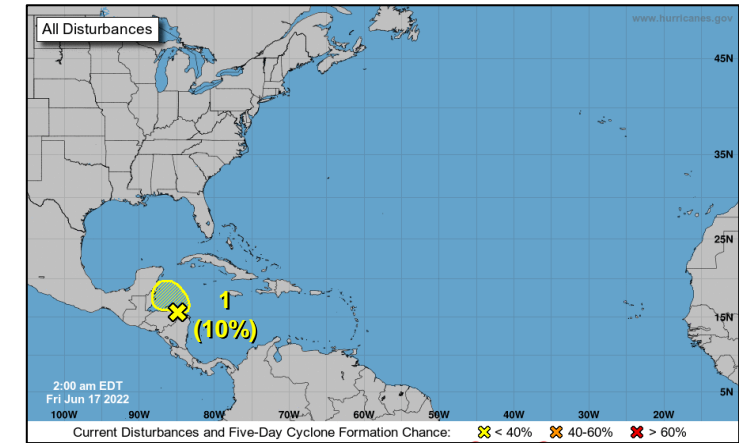 All Disturbances
www.hurricanes.gov
45N
35N
25N
1
(10%)
15N
2:00 am EDT
Fri Jun 17 2022
5N
100W 90W 80W 70W 60W 50W 40W 30W 20W
Current Disturbances and Five-Day Cyclone Formation Chance: < 40% 40-60% > 60%